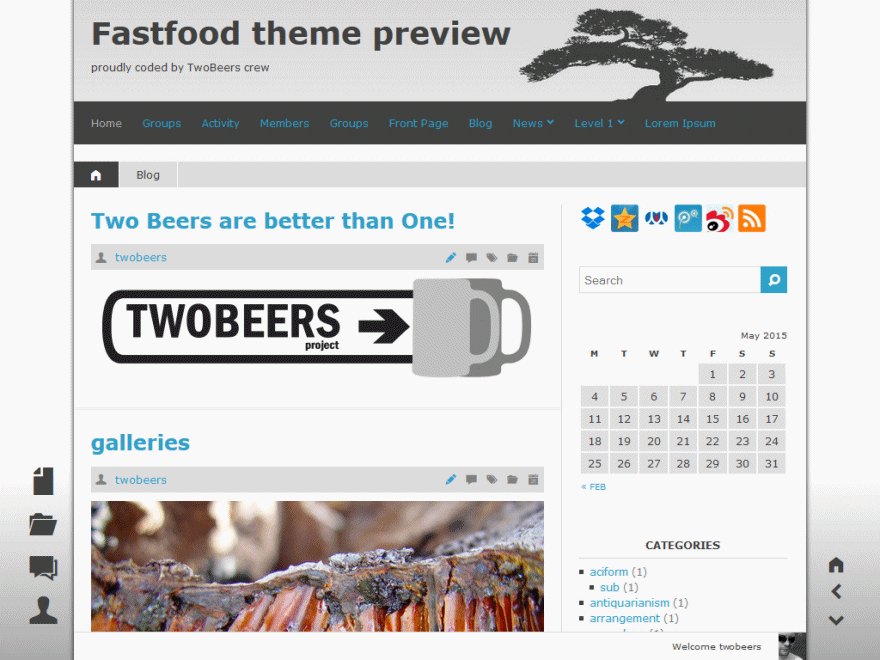 Fastfood theme preview
proudly coded by TwoBeers crew
Home Groups Activity Members Groups Front Page Blog News Level 1 Lorem Ipsum
Blog
Two Beers are better than One!
twobeers
TWOBEERS
project
galleries
twobeers
Search
May 2015
M T W T F S S
1 2 3
4 5 6 7 8 9 10
11 12 13 14 15 16 17
18 19 20 21 22 23 24
25 26 27 28 29 30 31
« FEB
CATEGORIES
aciform (1)
sub (1)
antiquarianism (1)
arrangement (1)
Welcome twobeers